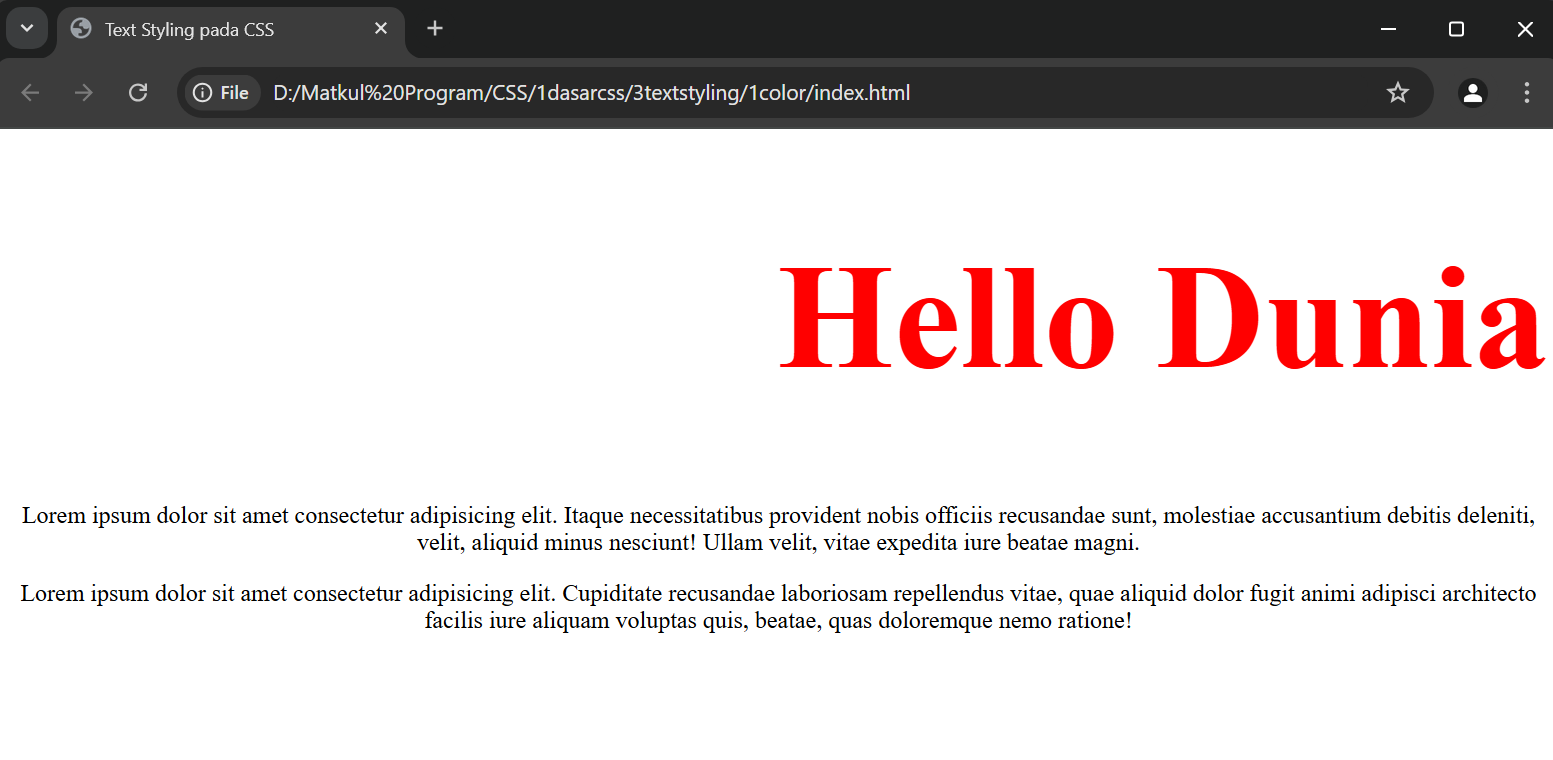 Text Styling pada CSS
File
D:/Matkul%20Program/CSS/1dasarcss/3textstyling/1color/index.html
Hello Dunia
Lorem ipsum dolor sit amet consectetur adipisicing elit. Itaque necessitatibus provident nobis officiis recusandae sunt, molestiae accusantium debitis deleniti,
velit, aliquid minus nesciunt! Ullam velit, vitae expedita iure beatae magni.
Lorem ipsum dolor sit amet consectetur adipisicing elit. Cupiditate recusandae laboriosam repellendus vitae, quae aliquid dolor fugit animi adipisci architecto
facilis iure aliquam voluptas quis, beatae, quas doloremque nemo ratione!